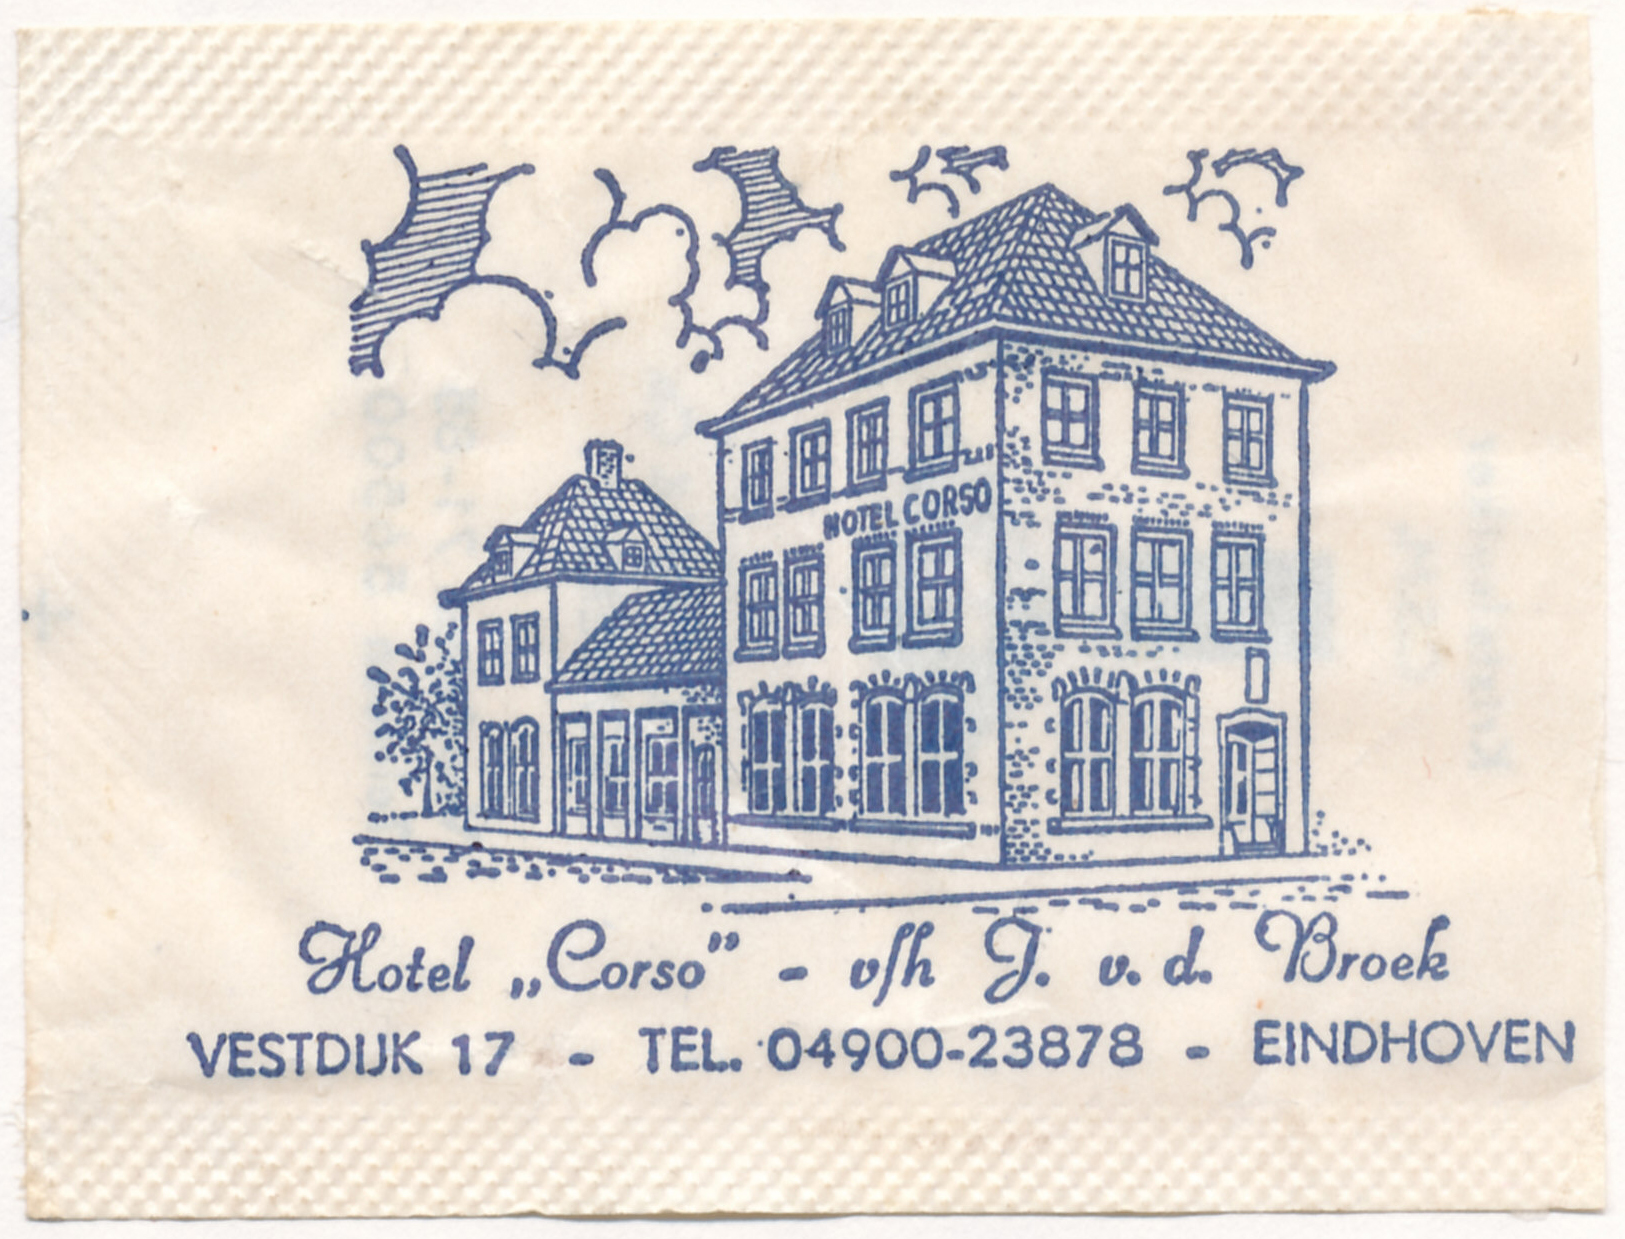 HOTEL CORSO
Hotel „Corso” - v/h J. v. d. Broek
VESTDIJK 17 - TEL. 04900-23878 - EINDHOVEN